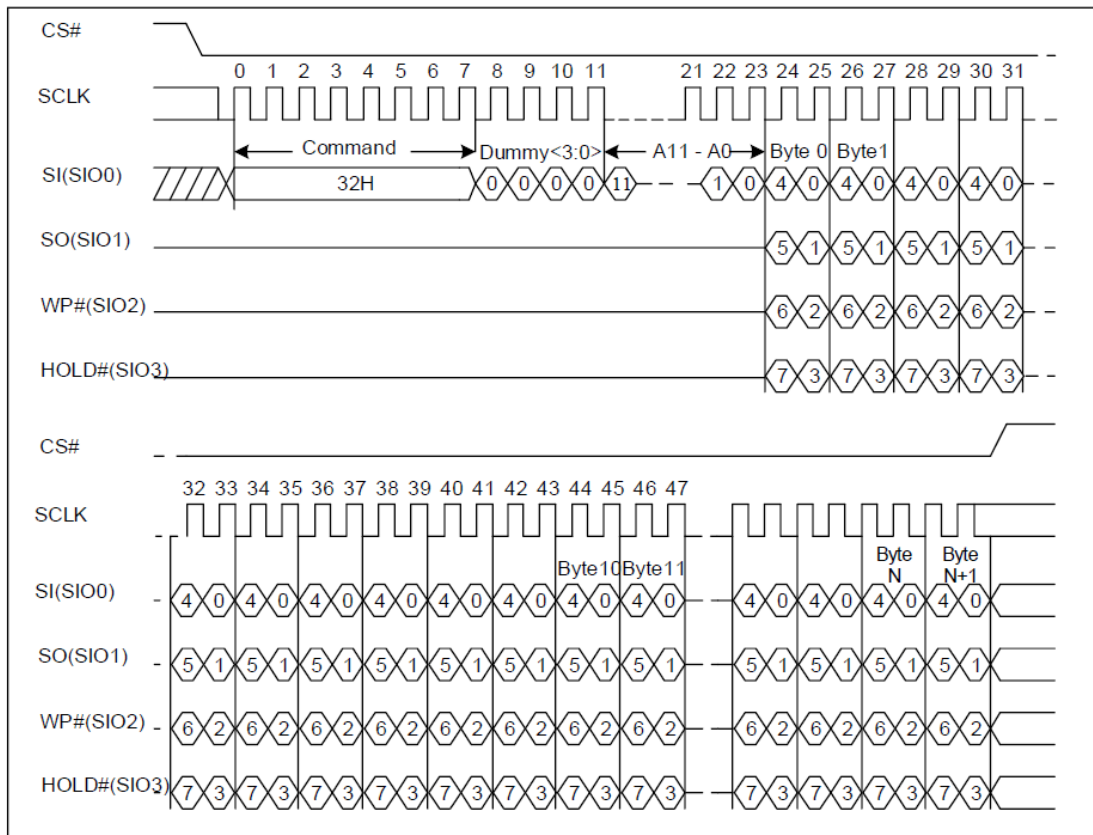 CS#
0 1 2 3 4 5 6 7 8 9 10 11 21 22 23 24 25 26 27 28 29 30 31
SCLK
Command Dummy<3:0> A11 - A0 Byte 0 Byte1
SI(SIO0) 32H 0 0 0 0 11 1 0 4 0 4 0 4 0 4 0
SO(SIO1) 5 1 5 1 5 1 5 1
WP#(SIO2) 6 2 6 2 6 2 6 2
HOLD#(SIO3) 7 3 7 3 7 3 7 3
CS#
32 33 34 35 36 37 38 39 40 41 42 43 44 45 46 47
SCLK
Byte10 Byte11 Byte N Byte N+1
SI(SIO0) 4 0 4 0 4 0 4 0 4 0 4 0 4 0 4 0 4 0 4 0 4 0 4 0
SO(SIO1) 5 1 5 1 5 1 5 1 5 1 5 1 5 1 5 1 5 1 5 1 5 1 5 1
WP#(SIO2) 6 2 6 2 6 2 6 2 6 2 6 2 6 2 6 2 6 2 6 2 6 2 6 2
HOLD#(SIO3) 7 3 7 3 7 3 7 3 7 3 7 3 7 3 7 3 7 3 7 3 7 3 7 3